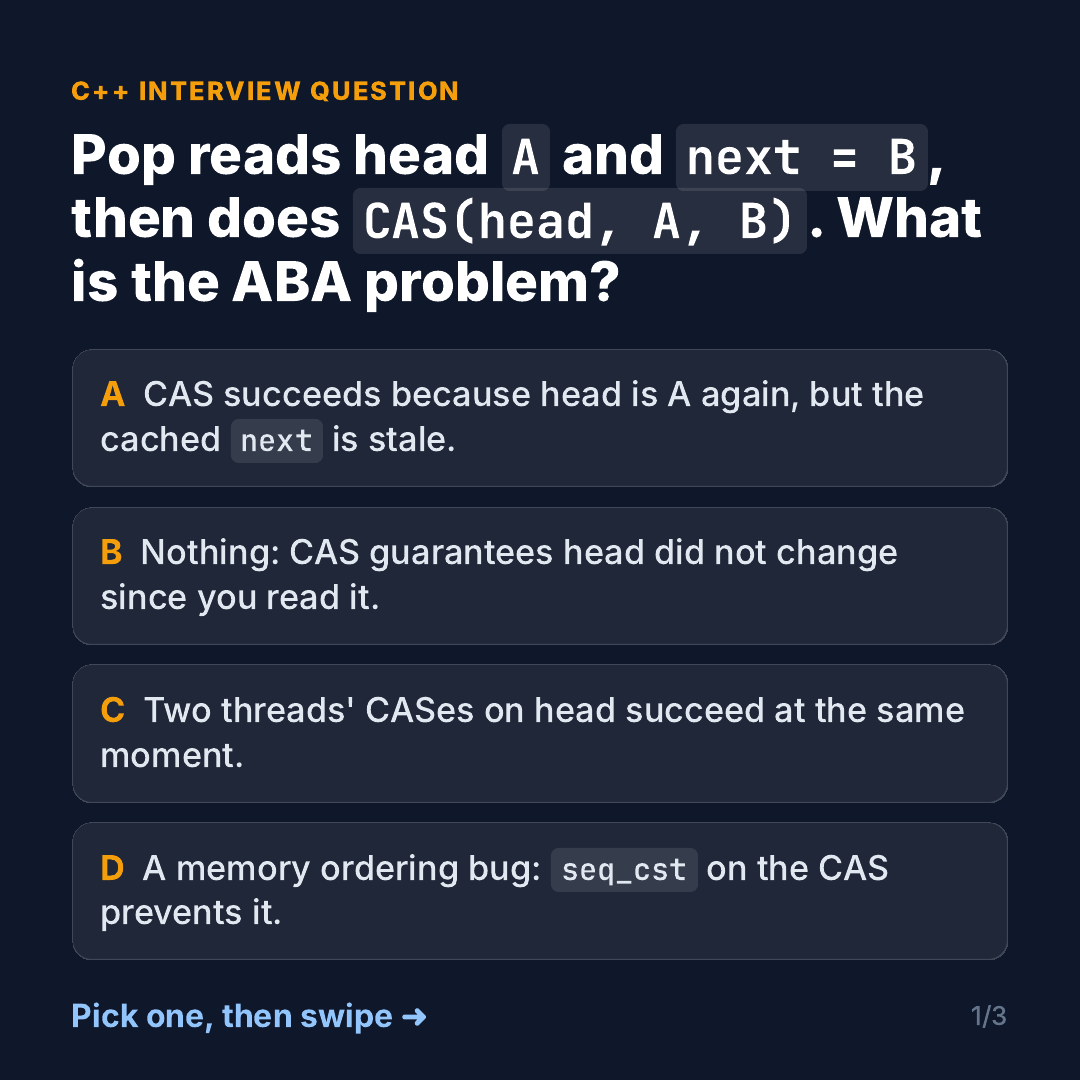 C++ INTERVIEW QUESTION
Pop reads head A and next = B,
then does CAS(head, A, B). What
is the ABA problem?
A CAS succeeds because head is A again, but the
cached next is stale.
B Nothing: CAS guarantees head did not change
since you read it.
C Two threads' CASes on head succeed at the same
moment.
D A memory ordering bug: seq_cst on the CAS
prevents it.
Pick one, then swipe ➜
1/3